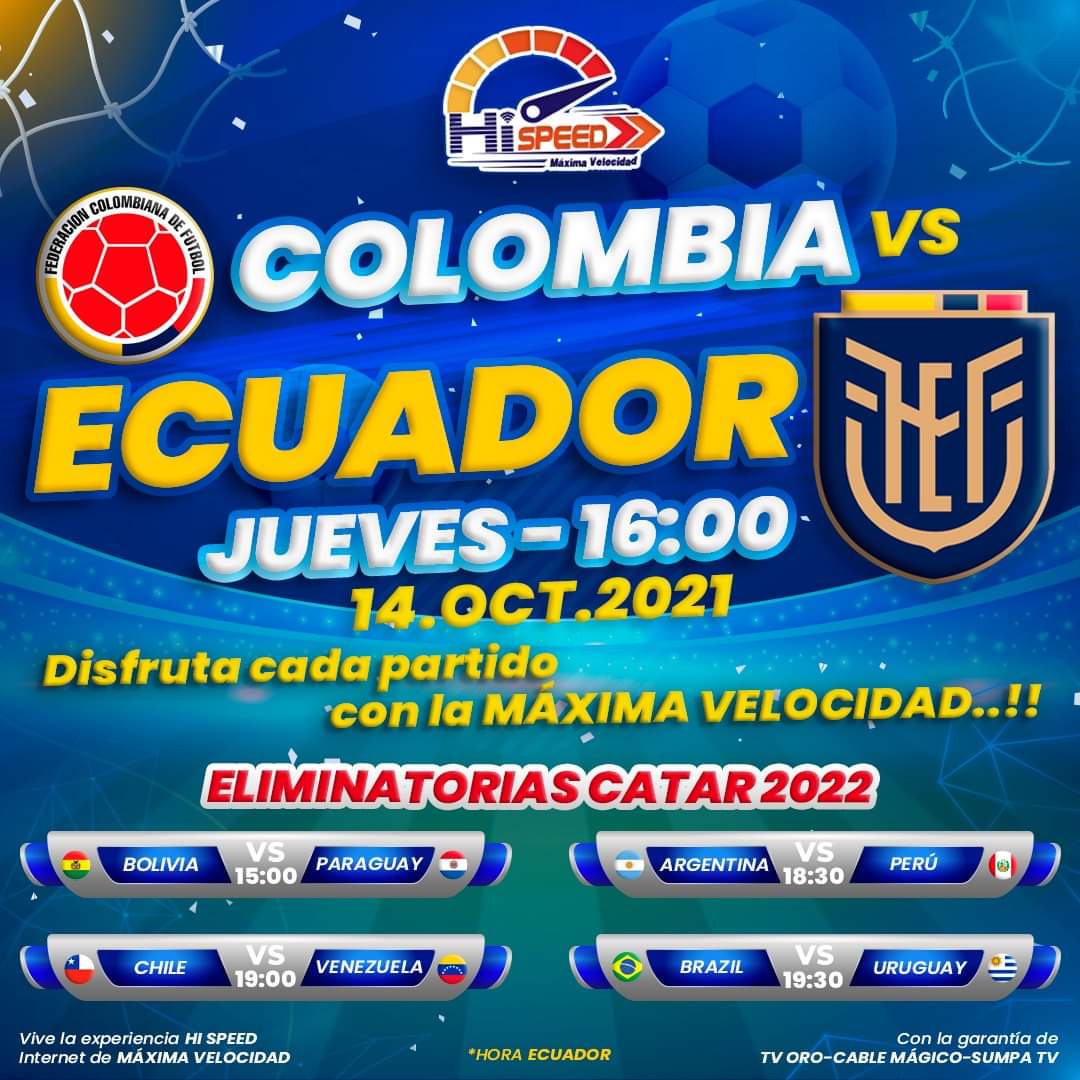 Hi SPEED
Máxima Velocidad
FEDERACION COLOMBIANA DE FUTBOL
COLOMBIA VS
ECUADOR
FEF
JUEVES - 16:00
14.OCT.2021
Disfruta cada partido
con la MÁXIMA VELOCIDAD..!!
ELIMINATORIAS CATAR 2022
BOLIVIA VS 15:00 PARAGUAY
ARGENTINA VS 18:30 PERÚ
CHILE VS 19:00 VENEZUELA
BRAZIL VS 19:30 URUGUAY
Vive la experiencia HI SPEED
Internet de MÁXIMA VELOCIDAD
*HORA ECUADOR
Con la garantía de
TV ORO-CABLE MÁGICO-SUMPA TV